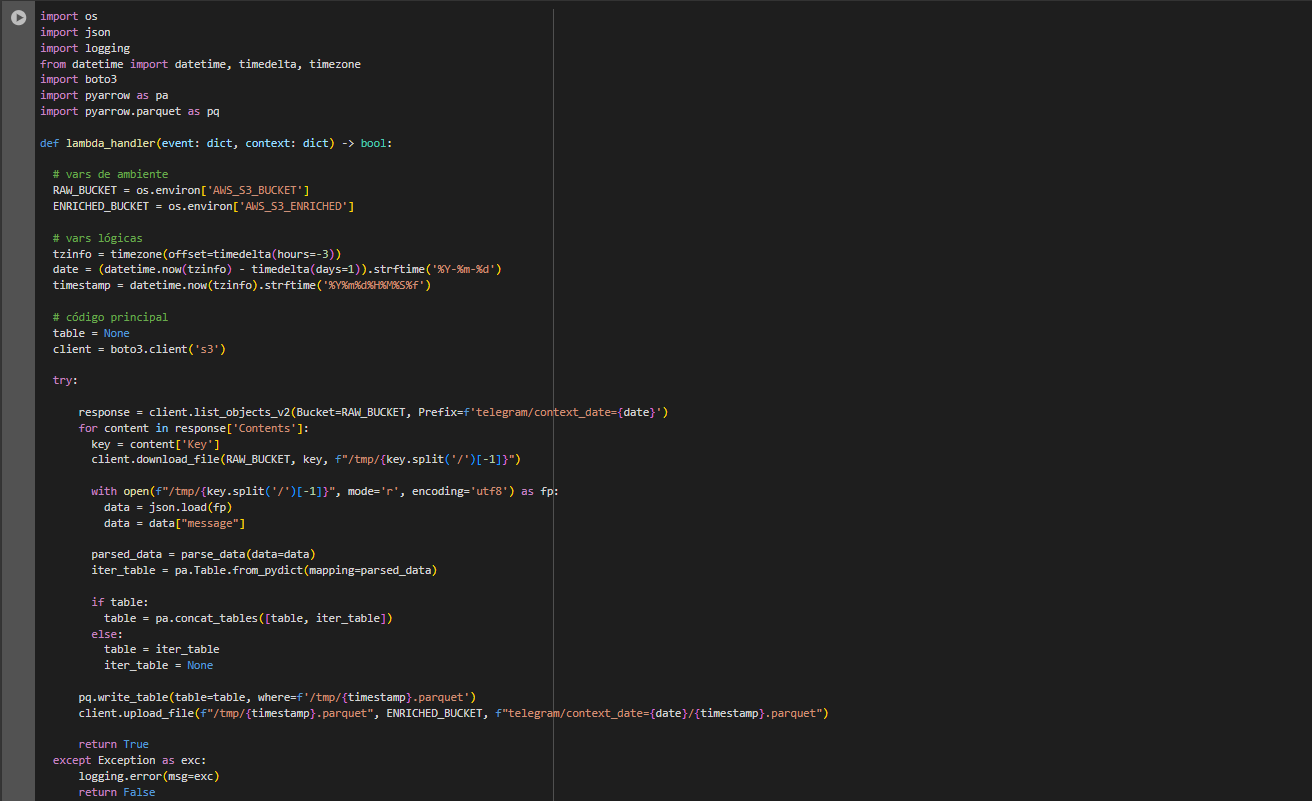 import os
import json
import logging
from datetime import datetime, timedelta, timezone
import boto3
import pyarrow as pa
import pyarrow.parquet as pq
def lambda_handler(event: dict, context: dict) -> bool:
# vars de ambiente
RAW_BUCKET = os.environ['AWS_S3_BUCKET']
ENRICHED_BUCKET = os.environ['AWS_S3_ENRICHED']
# vars lógicas
tzinfo = timezone(offset=timedelta(hours=-3))
date = (datetime.now(tzinfo) - timedelta(days=1)).strftime('%Y-%m-%d')
timestamp = datetime.now(tzinfo).strftime('%Y%m%d%H%M%S%f')
# código principal
table = None
client = boto3.client('s3')
try:
response = client.list_objects_v2(Bucket=RAW_BUCKET, Prefix=f'telegram/context_date={date}')
for content in response['Contents']:
key = content['Key']
client.download_file(RAW_BUCKET, key, f"/tmp/{key.split('/')[-1]}")
with open(f"/tmp/{key.split('/')[-1]}", mode='r', encoding='utf8') as fp:
data = json.load(fp)
data = data["message"]
parsed_data = parse_data(data=data)
iter_table = pa.Table.from_pydict(mapping=parsed_data)
if table:
table = pa.concat_tables([table, iter_table])
else:
table = iter_table
iter_table = None
pq.write_table(table=table, where=f'/tmp/{timestamp}.parquet')
client.upload_file(f"/tmp/{timestamp}.parquet", ENRICHED_BUCKET, f"telegram/context_date={date}/{timestamp}.parquet")
return True
except Exception as exc:
logging.error(msg=exc)
return False